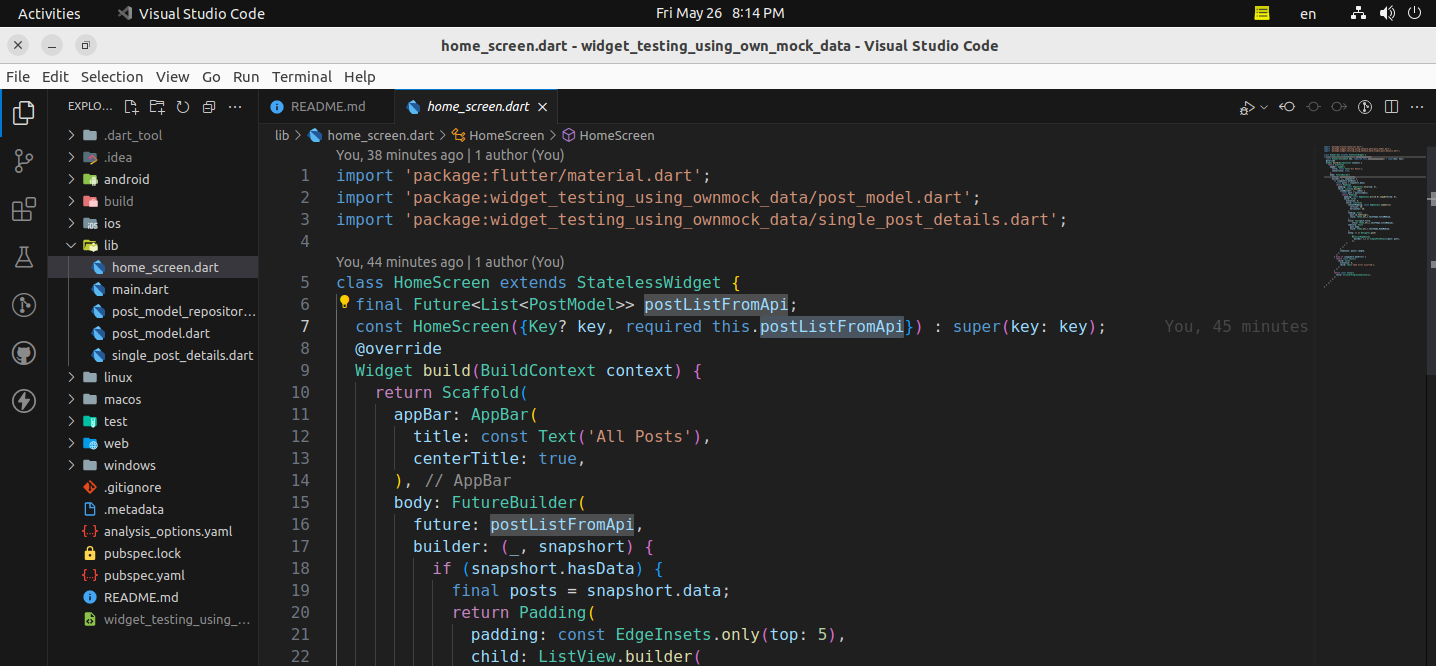 Activities Visual Studio Code Fri May 26 8:14 PM en
home_screen.dart - widget_testing_using_own_mock_data - Visual Studio Code
File Edit Selection View Go Run Terminal Help
EXPLO... README.md home_screen.dart
.dart_tool
.idea
android
build
ios
lib
home_screen.dart
main.dart
post_model_repositor...
post_model.dart
single_post_details.dart
linux
macos
test
web
windows
.gitignore
.metadata
analysis_options.yaml
pubspec.lock
pubspec.yaml
README.md
widget_testing_using_...
lib > home_screen.dart > HomeScreen > HomeScreen
You, 38 minutes ago | 1 author (You)
1 import 'package:flutter/material.dart';
2 import 'package:widget_testing_using_ownmock_data/post_model.dart';
3 import 'package:widget_testing_using_ownmock_data/single_post_details.dart';
4
You, 44 minutes ago | 1 author (You)
5 class HomeScreen extends StatelessWidget {
6 final Future<List<PostModel>> postListFromApi;
7 const HomeScreen({Key? key, required this.postListFromApi}) : super(key: key); You, 45 minutes
8 @override
9 Widget build(BuildContext context) {
10 return Scaffold(
11 appBar: AppBar(
12 title: const Text('All Posts'),
13 centerTitle: true,
14 ), // AppBar
15 body: FutureBuilder(
16 future: postListFromApi,
17 builder: (_, snapshort) {
18 if (snapshort.hasData) {
19 final posts = snapshort.data;
20 return Padding(
21 padding: const EdgeInsets.only(top: 5),
22 child: ListView.builder(